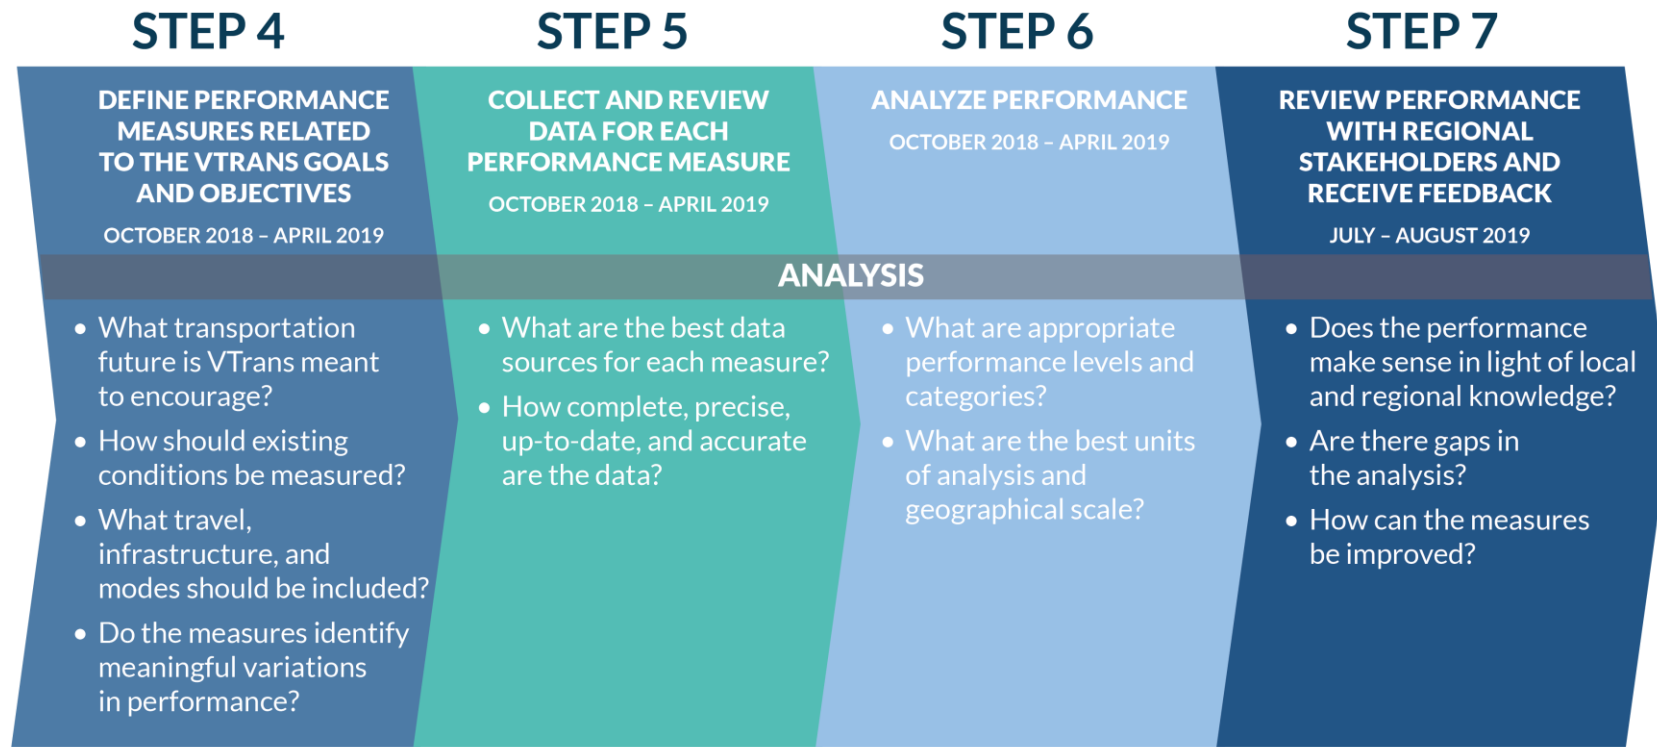 STEP 4
DEFINE PERFORMANCE
MEASURES RELATED
TO THE VTRANS GOALS
AND OBJECTIVES
OCTOBER 2018 – APRIL 2019
STEP 5
COLLECT AND REVIEW
DATA FOR EACH
PERFORMANCE MEASURE
OCTOBER 2018 – APRIL 2019
STEP 6
ANALYZE PERFORMANCE
OCTOBER 2018 – APRIL 2019
STEP 7
REVIEW PERFORMANCE
WITH REGIONAL
STAKEHOLDERS AND
RECEIVE FEEDBACK
JULY – AUGUST 2019
ANALYSIS
• What transportation
future is VTrans meant
to encourage?
• How should existing
conditions be measured?
• What travel,
infrastructure, and
modes should be included?
• Do the measures identify
meaningful variations
in performance?
• What are the best data
sources for each measure?
• How complete, precise,
up-to-date, and accurate
are the data?
• What are appropriate
performance levels and
categories?
• What are the best units
of analysis and
geographical scale?
• Does the performance
make sense in light of local
and regional knowledge?
• Are there gaps in
the analysis?
• How can the measures
be improved?